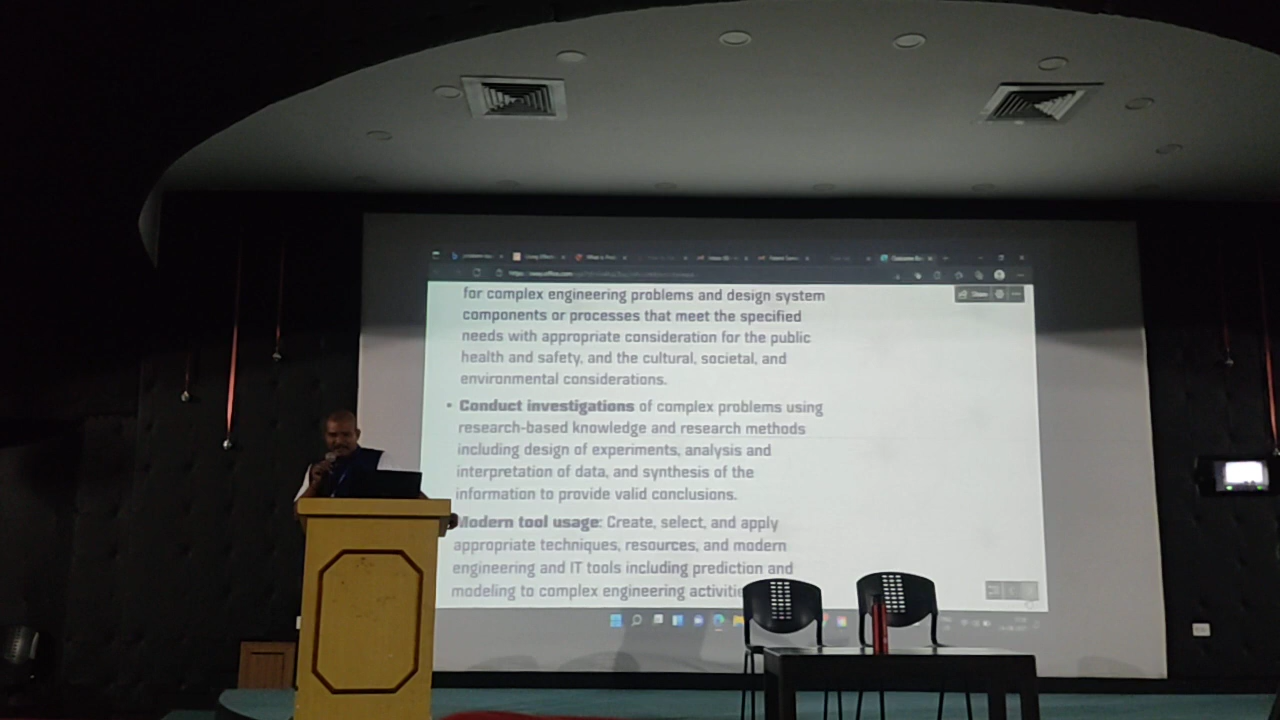 https://
Share
for complex engineering problems and design system
components or processes that meet the specified
needs with appropriate consideration for the public
health and safety, and the cultural, societal, and
environmental considerations.
• Conduct investigations of complex problems using
research-based knowledge and research methods
including design of experiments, analysis and
interpretation of data, and synthesis of the
information to provide valid conclusions.
Modern tool usage: Create, select, and apply
appropriate techniques, resources, and modern
engineering and IT tools including prediction and
modeling to complex engineering